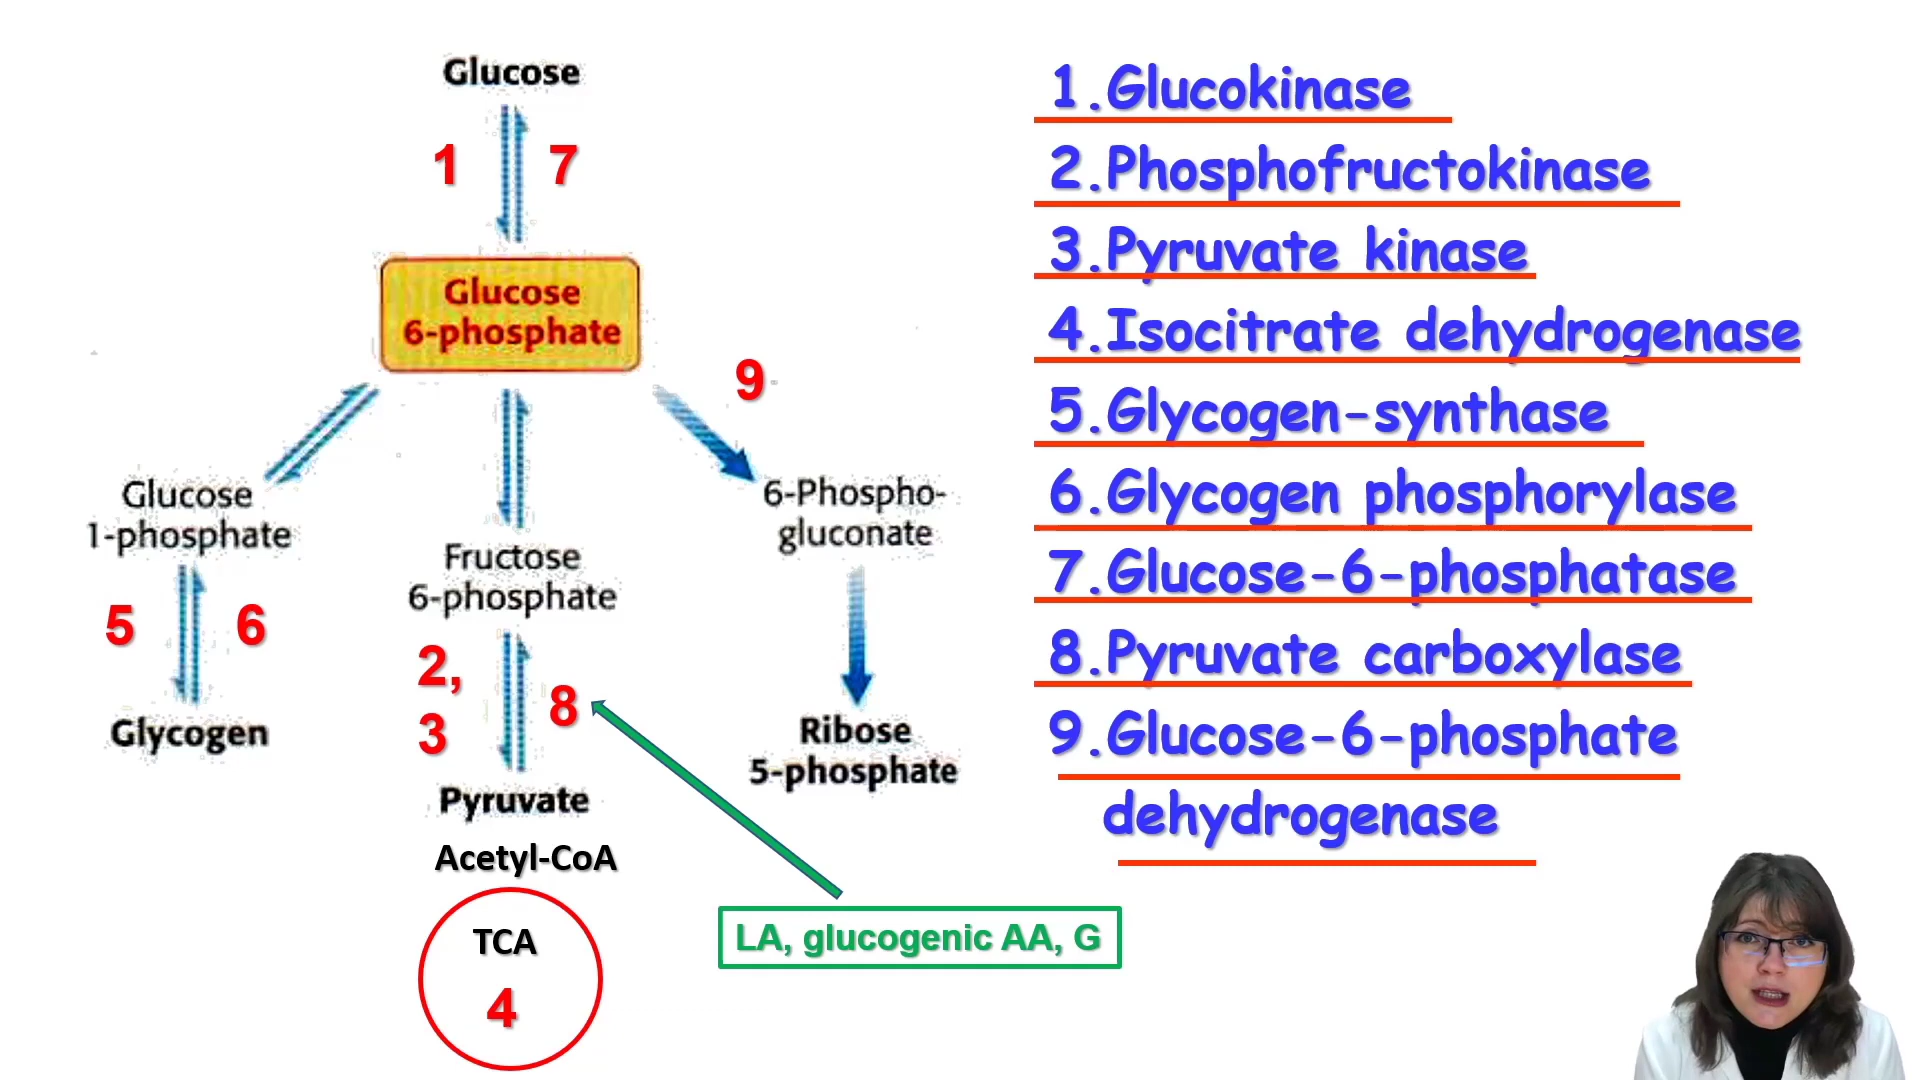 Glucose
1
7
Glucose
6-phosphate
9
Glucose
1-phosphate
6-Phospho-
gluconate
Fructose
6-phosphate
5
6
2,
3
8
Glycogen
Ribose
5-phosphate
Pyruvate
Acetyl-CoA
TCA
4
LA, glucogenic AA, G
1.Glucokinase
2.Phosphofructokinase
3.Pyruvate kinase
4.Isocitrate dehydrogenase
5.Glycogen-synthase
6.Glycogen phosphorylase
7.Glucose-6-phosphatase
8.Pyruvate carboxylase
9.Glucose-6-phosphate
dehydrogenase